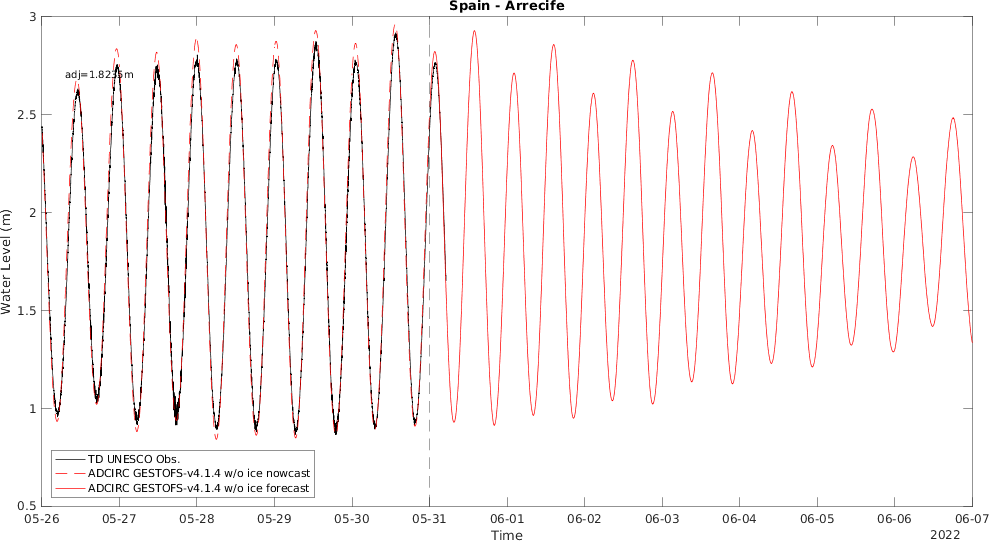 Spain - Arrecife
3
2.5
2
1.5
1
0.5
Water Level (m)
adj=1.8235m
TD UNESCO Obs.
ADCIRC GESTOFS-v4.1.4 w/o ice nowcast
ADCIRC GESTOFS-v4.1.4 w/o ice forecast
05-26 05-27 05-28 05-29 05-30 05-31 06-01 06-02 06-03 06-04 06-05 06-06 06-07
Time
2022